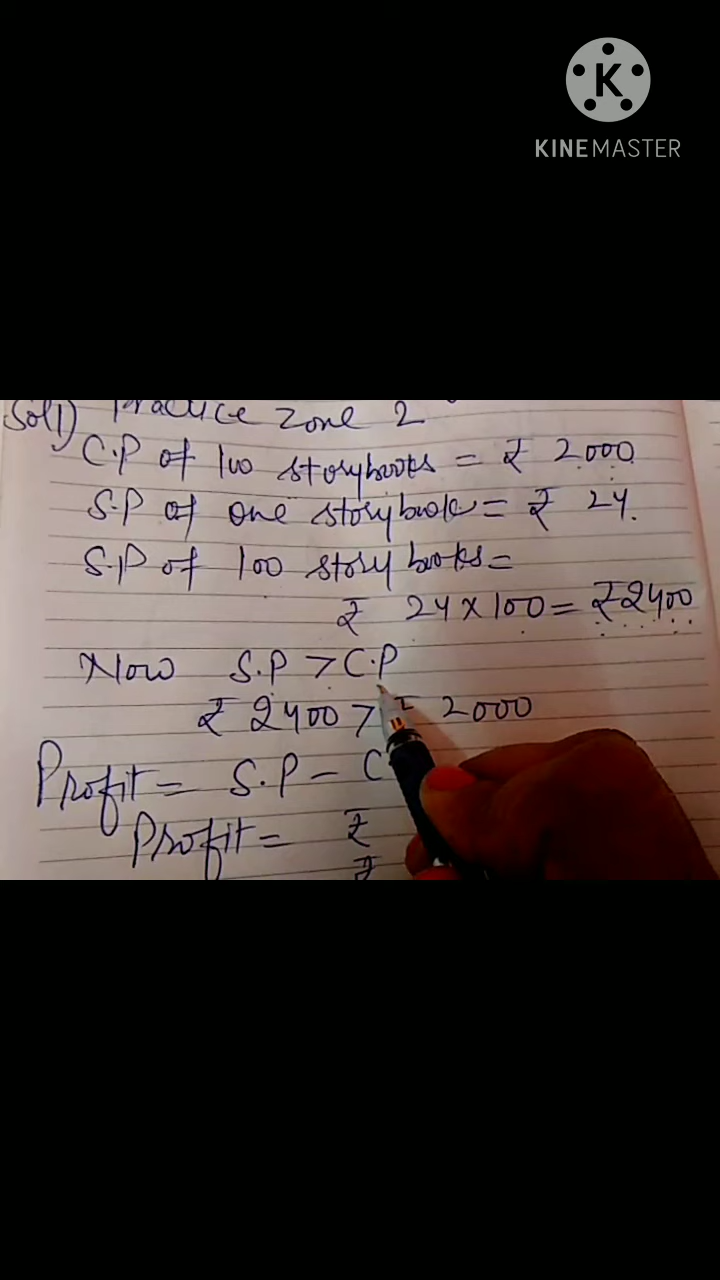 KINEMASTER
Sol1) Practice Zone 2
C.P of 100 storybooks = ₹ 2000
S.P of one storybook = ₹ 24.
S.P of 100 story books =
₹ 24 x 100 = ₹2400
Now S.P > C.P
₹ 2400 > ₹ 2000
Profit = S.P - C
Profit = ₹
₹